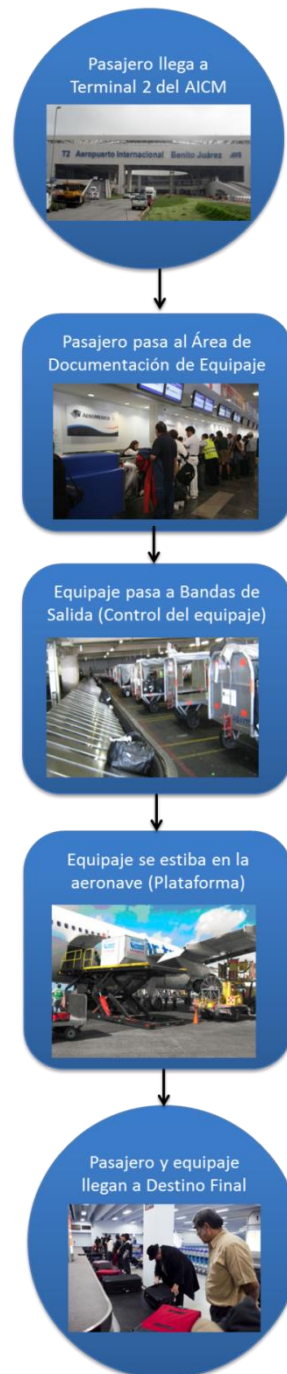 Pasajero llega a
Terminal 2 del AICM
T2 Aeropuerto Internacional Benito Juárez
Pasajero pasa al Área de
Documentación de Equipaje
AEROMEXICO
Equipaje pasa a Bandas de
Salida (Control del equipaje)
Equipaje se estiba en la
aeronave (Plataforma)
Pasajero y equipaje
llegan a Destino Final